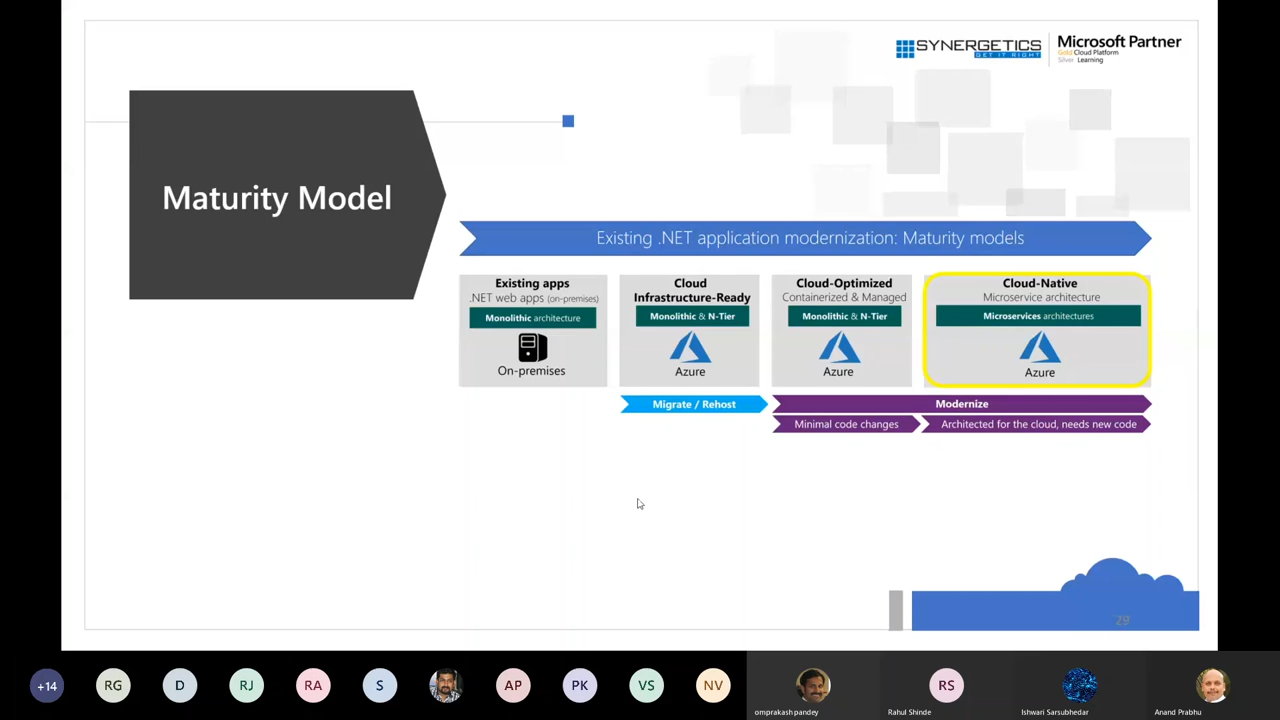 SYNERGETICS
GET IT RIGHT
Microsoft Partner
Gold Cloud Platform
Silver Learning
Maturity Model
Existing .NET application modernization: Maturity models
Existing apps
.NET web apps (on-premises)
Monolithic architecture
On-premises
Cloud
Infrastructure-Ready
Monolithic & N-Tier
Azure
Cloud-Optimized
Containerized & Managed
Monolithic & N-Tier
Azure
Cloud-Native
Microservice architecture
Microservices architectures
Azure
Migrate / Rehost
Modernize
Minimal code changes
Architected for the cloud, needs new code
29
+14
RG
D
RJ
RA
S
AP
PK
VS
NV
omprakash pandey
RS
Rahul Shinde
Ishwari Sarsubhedar
Anand Prabhu